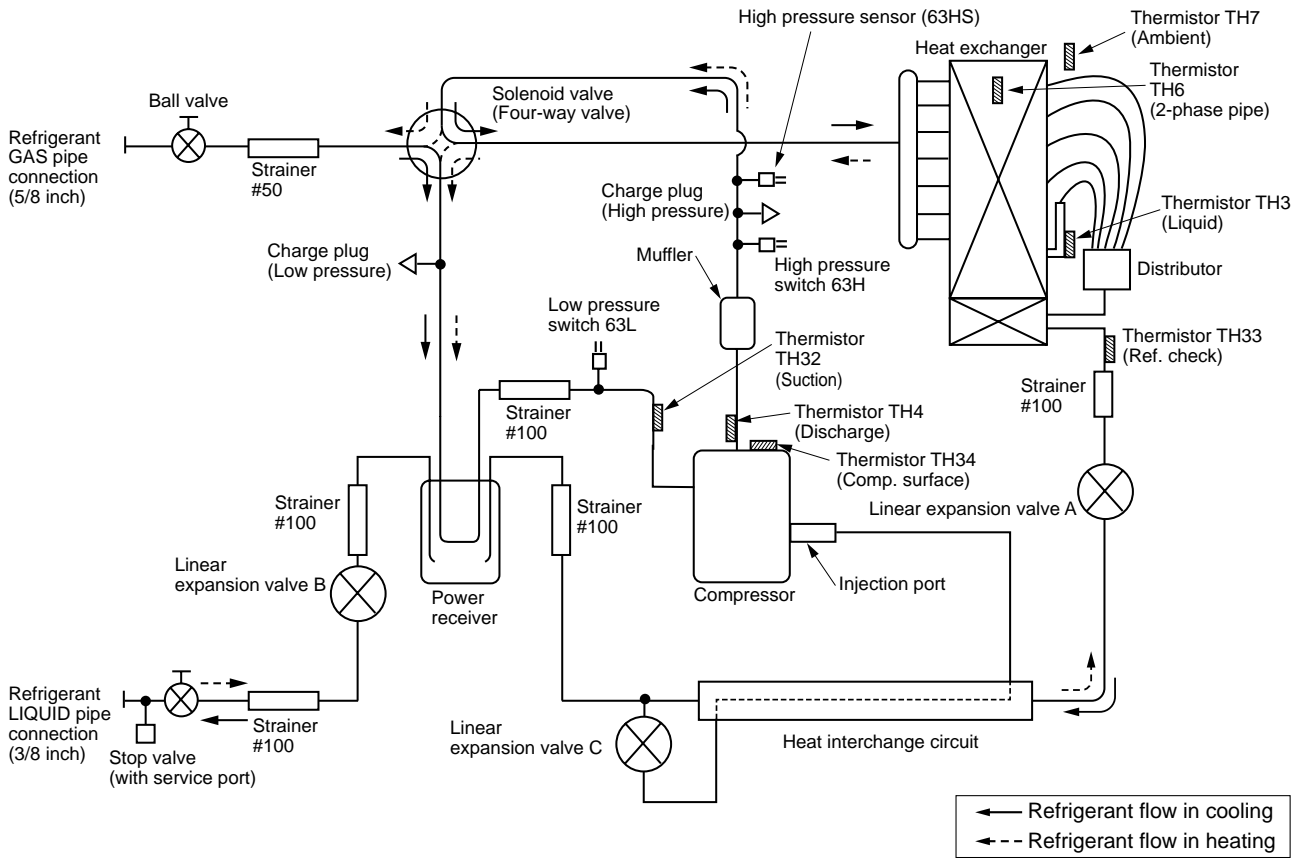 High pressure sensor (63HS)
Thermistor TH7
(Ambient)
Heat exchanger
Thermistor
TH6
(2-phase pipe)
Ball valve
Solenoid valve
(Four-way valve)
Refrigerant
GAS pipe
connection
(5/8 inch)
Strainer
#50
Charge plug
(High pressure)
Thermistor TH3
(Liquid)
Charge plug
(Low pressure)
Muffler
High pressure
switch 63H
Distributor
Low pressure
switch 63L
Thermistor
TH32
(Suction)
Thermistor TH33
(Ref. check)
Strainer
#100
Strainer
#100
Thermistor TH4
(Discharge)
Thermistor TH34
(Comp. surface)
Strainer
#100
Strainer
#100
Linear expansion valve A
Linear
expansion valve B
Power
receiver
Compressor
Injection port
Refrigerant
LIQUID pipe
connection
(3/8 inch)
Strainer
#100
Stop valve
(with service port)
Linear
expansion valve C
Heat interchange circuit
Refrigerant flow in cooling
Refrigerant flow in heating